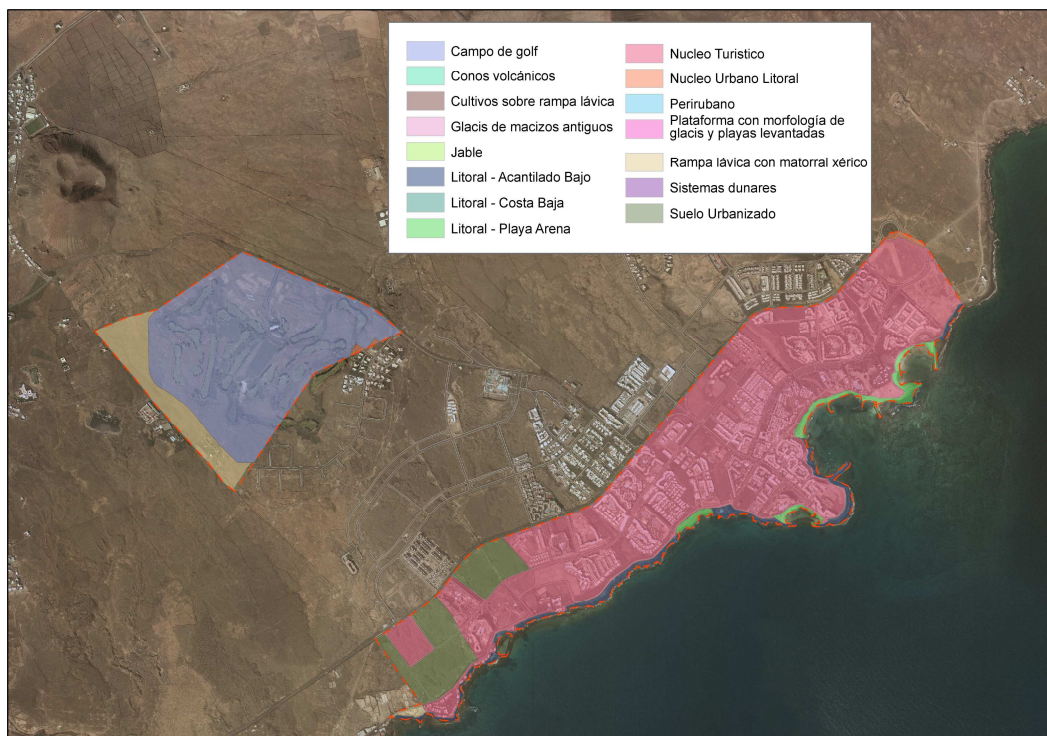 Campo de golf
Conos volcánicos
Cultivos sobre rampa lávica
Glacis de macizos antiguos
Jable
Litoral - Acantilado Bajo
Litoral - Costa Baja
Litoral - Playa Arena
Nucleo Turistico
Nucleo Urbano Litoral
Perirubano
Plataforma con morfología de
glacis y playas levantadas
Rampa lávica con matorral xérico
Sistemas dunares
Suelo Urbanizado